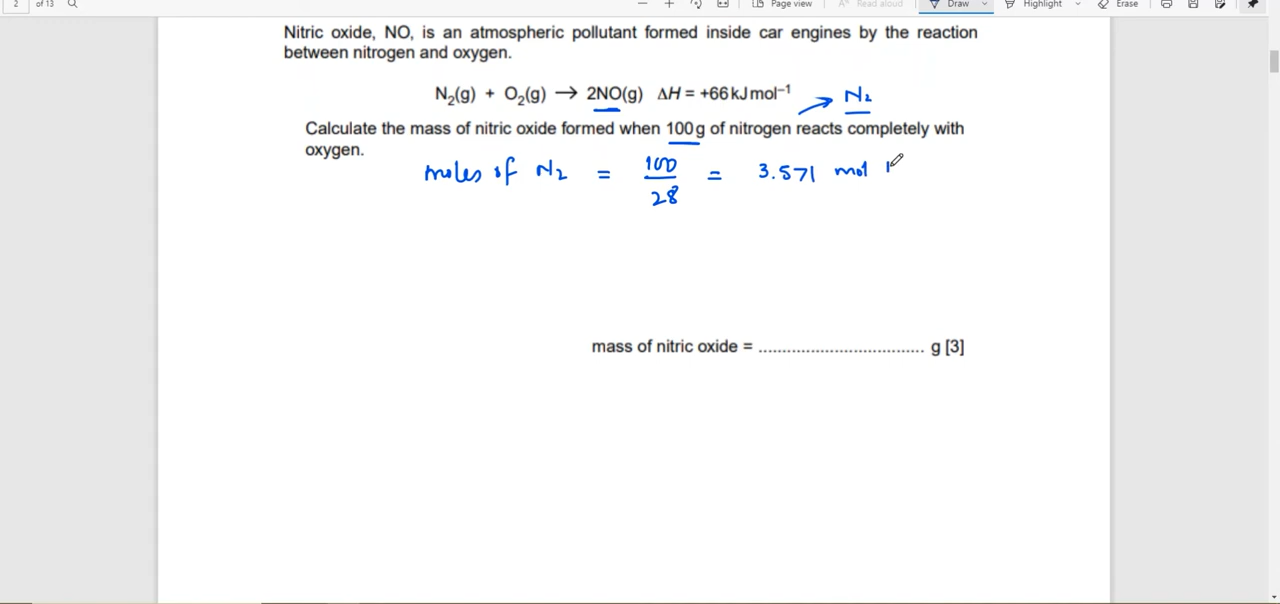 2 of 13 Page view Read aloud Draw Highlight Erase
Nitric oxide, NO, is an atmospheric pollutant formed inside car engines by the reaction
between nitrogen and oxygen.
N₂(g) + O₂(g) → 2NO(g) ΔH = +66 kJ mol⁻¹ → N₂
Calculate the mass of nitric oxide formed when 100 g of nitrogen reacts completely with
oxygen.
moles of N₂ = 100/28 = 3.571 mol
mass of nitric oxide = .................................. g [3]